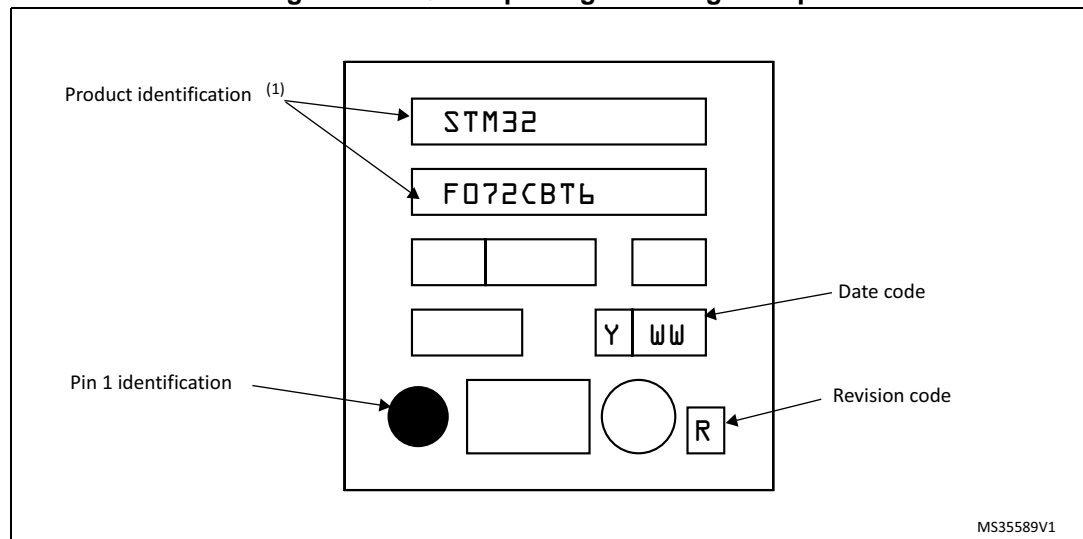 Product identification (1)
STM32
F072CBT6
Date code
Y WW
Pin 1 identification
Revision code
R
MS35589V1